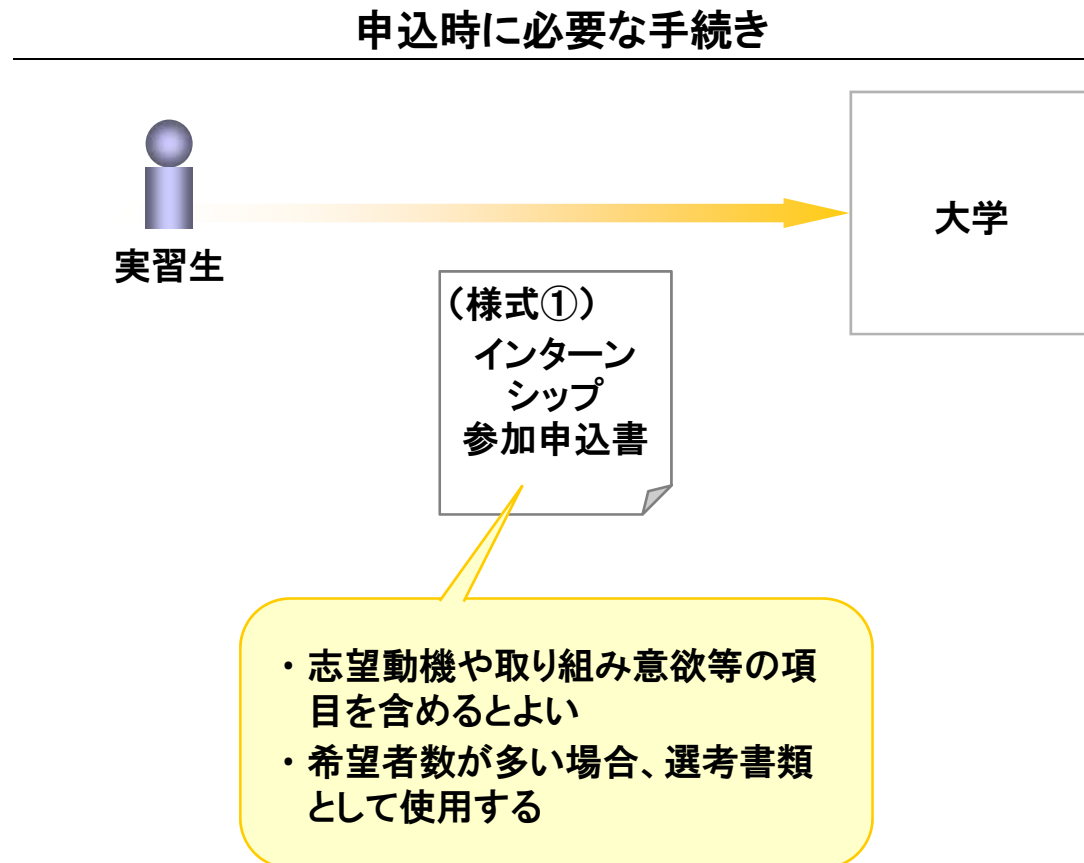 申込時に必要な手続き
実習生
大学
（様式①）
インターン
シップ
参加申込書
・志望動機や取り組み意欲等の項
目を含めるとよい
・希望者数が多い場合、選考書類
として使用する